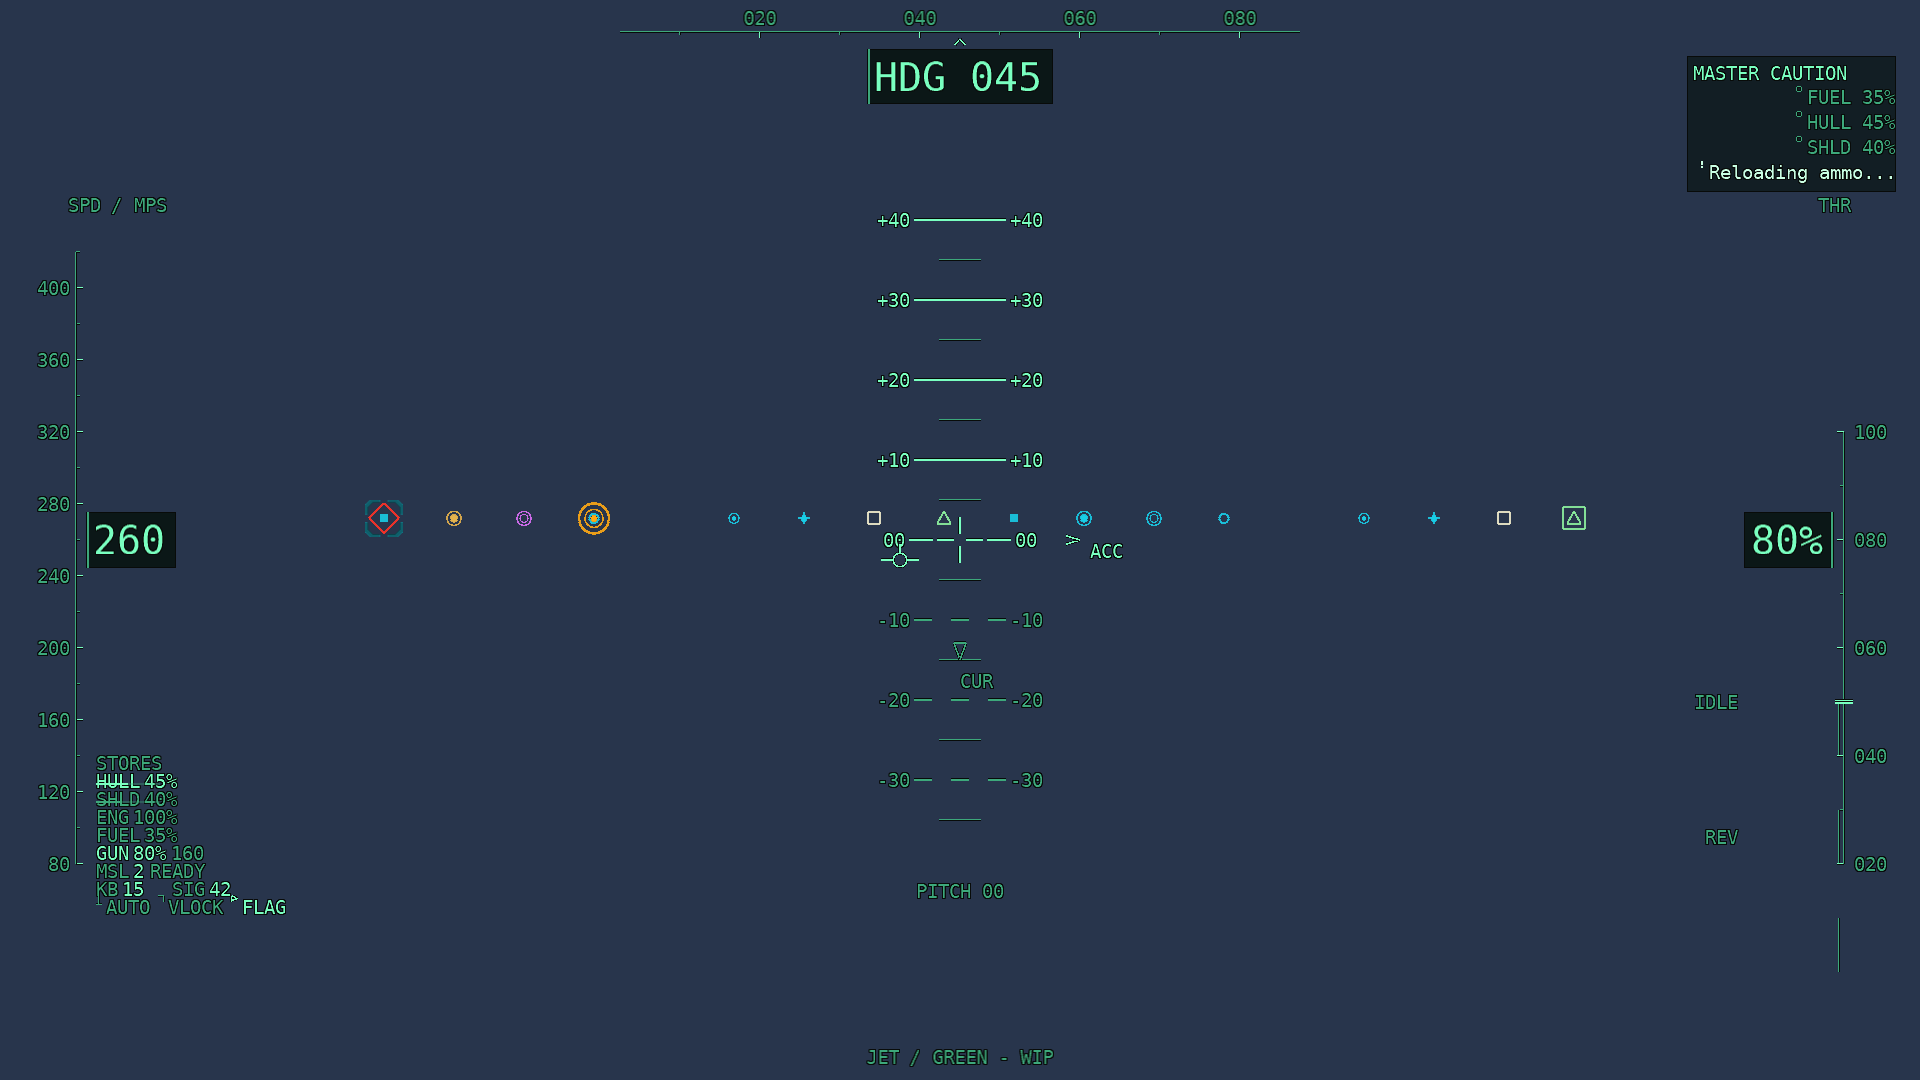 020 040 060 080
HDG 045
MASTER CAUTION
FUEL 35%
HULL 45%
SHLD 40%
Reloading ammo...
SPD / MPS
THR
+40 +40
400
+30 +30
360
+20 +20
320
100
+10 +10
280
260
00 00
ACC
80%
080
240
-10 -10
200
060
CUR
-20 -20
IDLE
160
040
STORES
HULL 45%
-30 -30
120
SHLD 40%
ENG 100%
FUEL 35%
REV
GUN 80% 160
80
020
MSL 2 READY
KB 15 SIG 42
PITCH 00
AUTO VLOCK FLAG
JET / GREEN - WIP